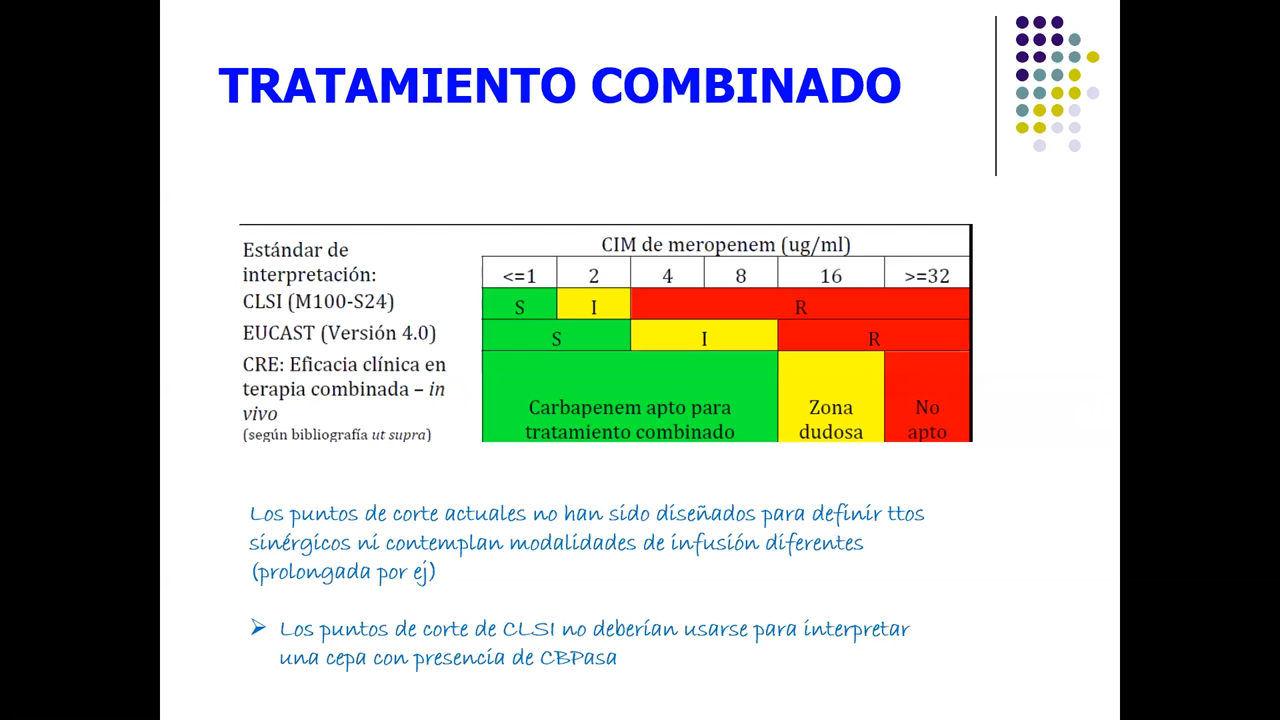 TRATAMIENTO COMBINADO
Estándar de
interpretación:
CIM de meropenem (ug/ml)
<=1 2 4 8 16 >=32
CLSI (M100-S24) S I R
EUCAST (Versión 4.0) S I R
CRE: Eficacia clínica en
terapia combinada – in
vivo
(según bibliografía ut supra)
Carbapenem apto para
tratamiento combinado
Zona
dudosa
No
apto
Los puntos de corte actuales no han sido diseñados para definir ttos
sinérgicos ni contemplan modalidades de infusión diferentes
(prolongada por ej)
➢ Los puntos de corte de CLSI no deberían usarse para interpretar
una cepa con presencia de CBPasa